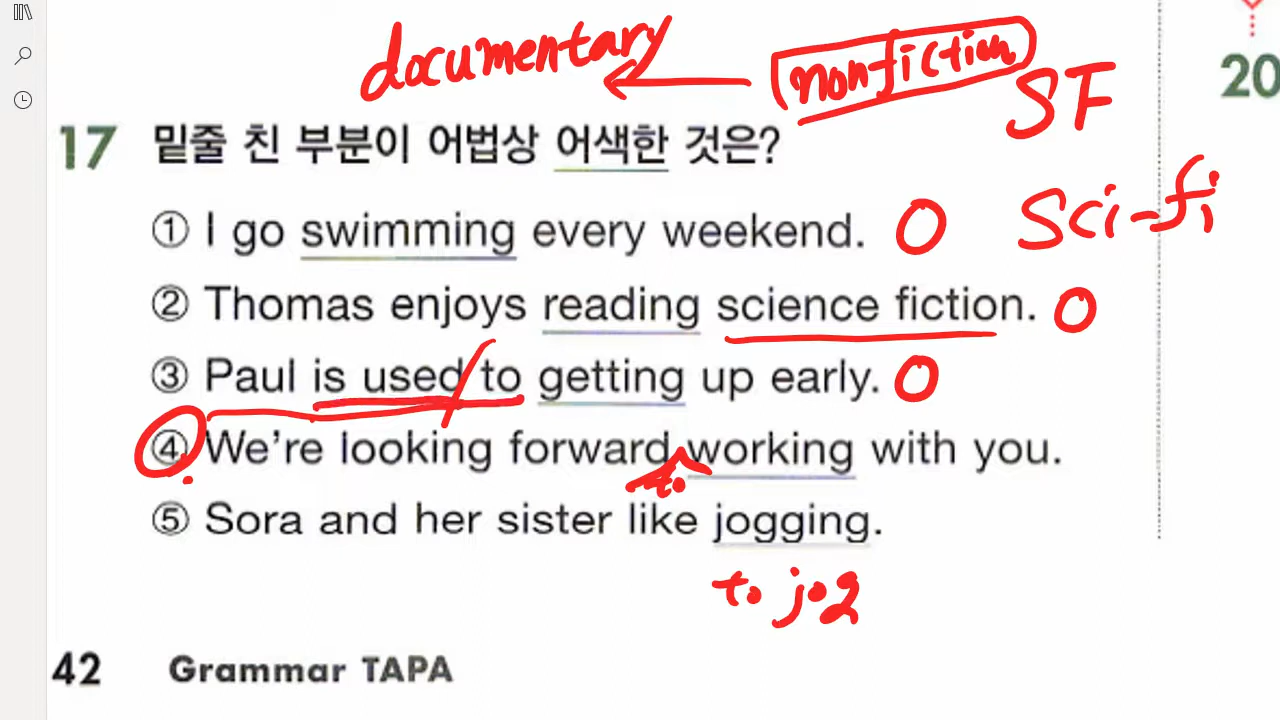 documentary
nonfiction
SF
20
17 밑줄 친 부분이 어법상 어색한 것은?
① I go swimming every weekend. O
Sci-fi
② Thomas enjoys reading science fiction. O
③ Paul is used to getting up early. O
④ We're looking forward working with you.
to
⑤ Sora and her sister like jogging.
to jog
42 Grammar TAPA